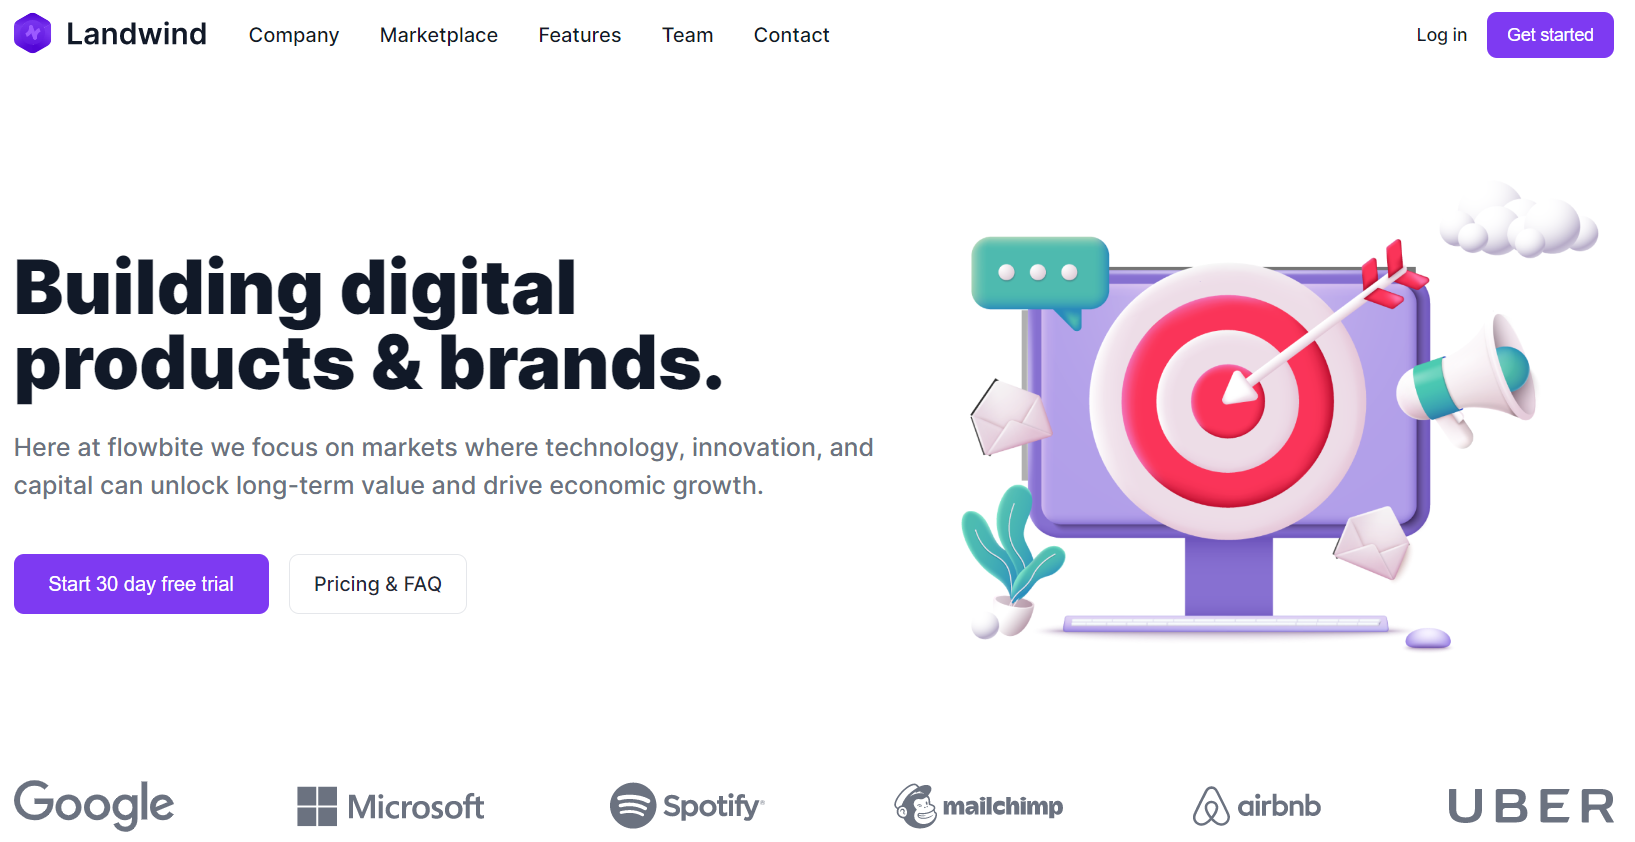 Landwind Company Marketplace Features Team Contact Log in Get started
Building digital
products & brands.
Here at flowbite we focus on markets where technology, innovation, and
capital can unlock long-term value and drive economic growth.
Start 30 day free trial Pricing & FAQ
Google Microsoft Spotify® mailchimp airbnb UBER